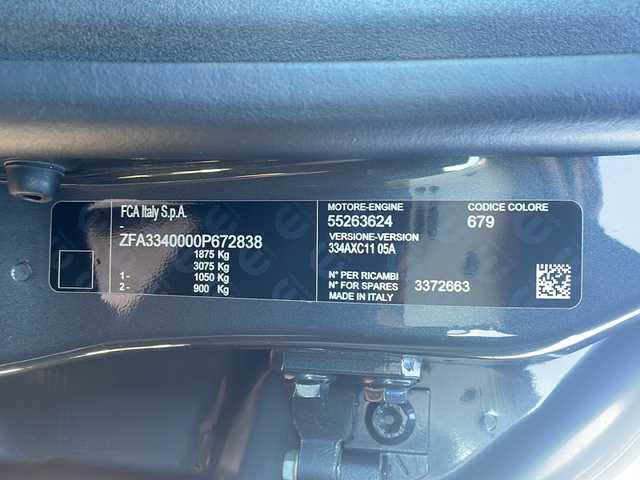 FCA Italy S.p.A.
-
ZFA3340000P672838
1875 Kg
3075 Kg
1- 1050 Kg
2- 900 Kg
MOTORE-ENGINE
55263624
VERSIONE-VERSION
334AXC11 05A
N° PER RICAMBI
N° FOR SPARES 3372663
MADE IN ITALY
CODICE COLORE
679